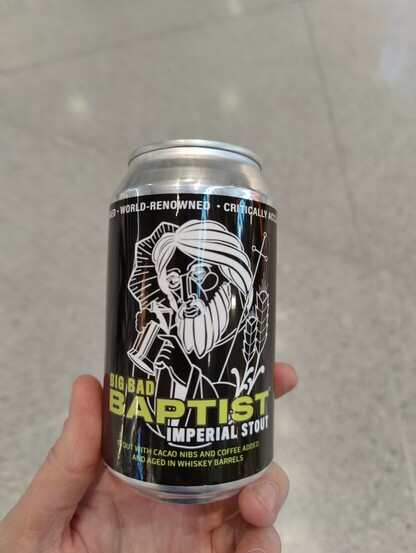 • WORLD-RENOWNED • CRITICALLY
BIG BAD
BAPTIST
IMPERIAL STOUT
STOUT WITH CACAO NIBS AND COFFEE ADDED
AND AGED IN WHISKEY BARRELS